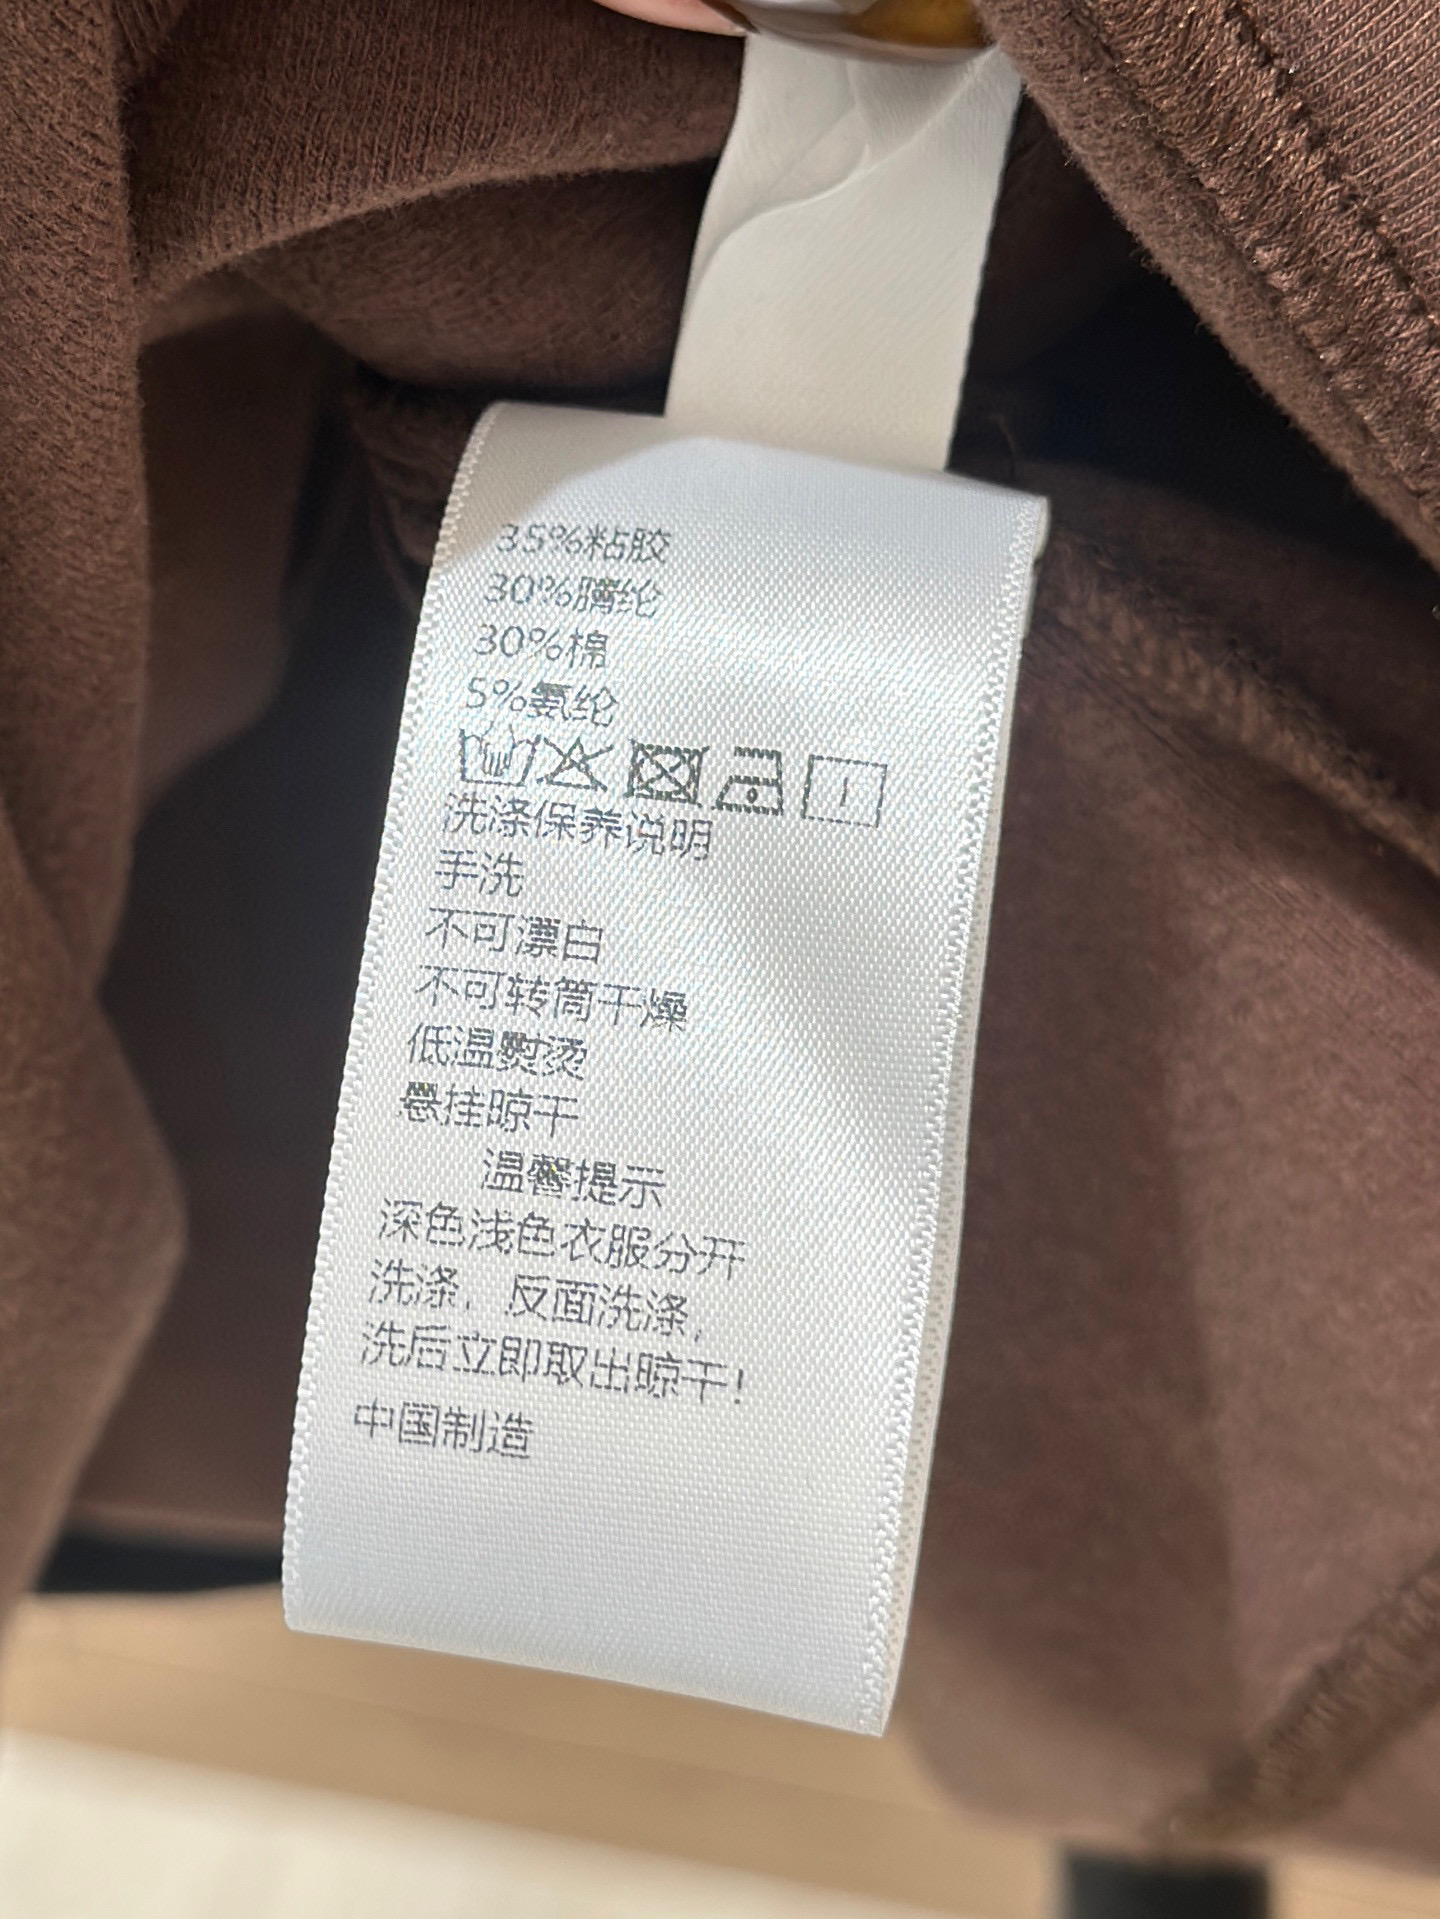 35%粘胶
30%腈纶
30%棉
5%氨纶
洗涤保养说明
手洗
不可漂白
不可转筒干燥
低温熨烫
悬挂晾干
温馨提示
深色浅色衣服分开
洗涤，反面洗涤，
洗后立即取出晾干！
中国制造